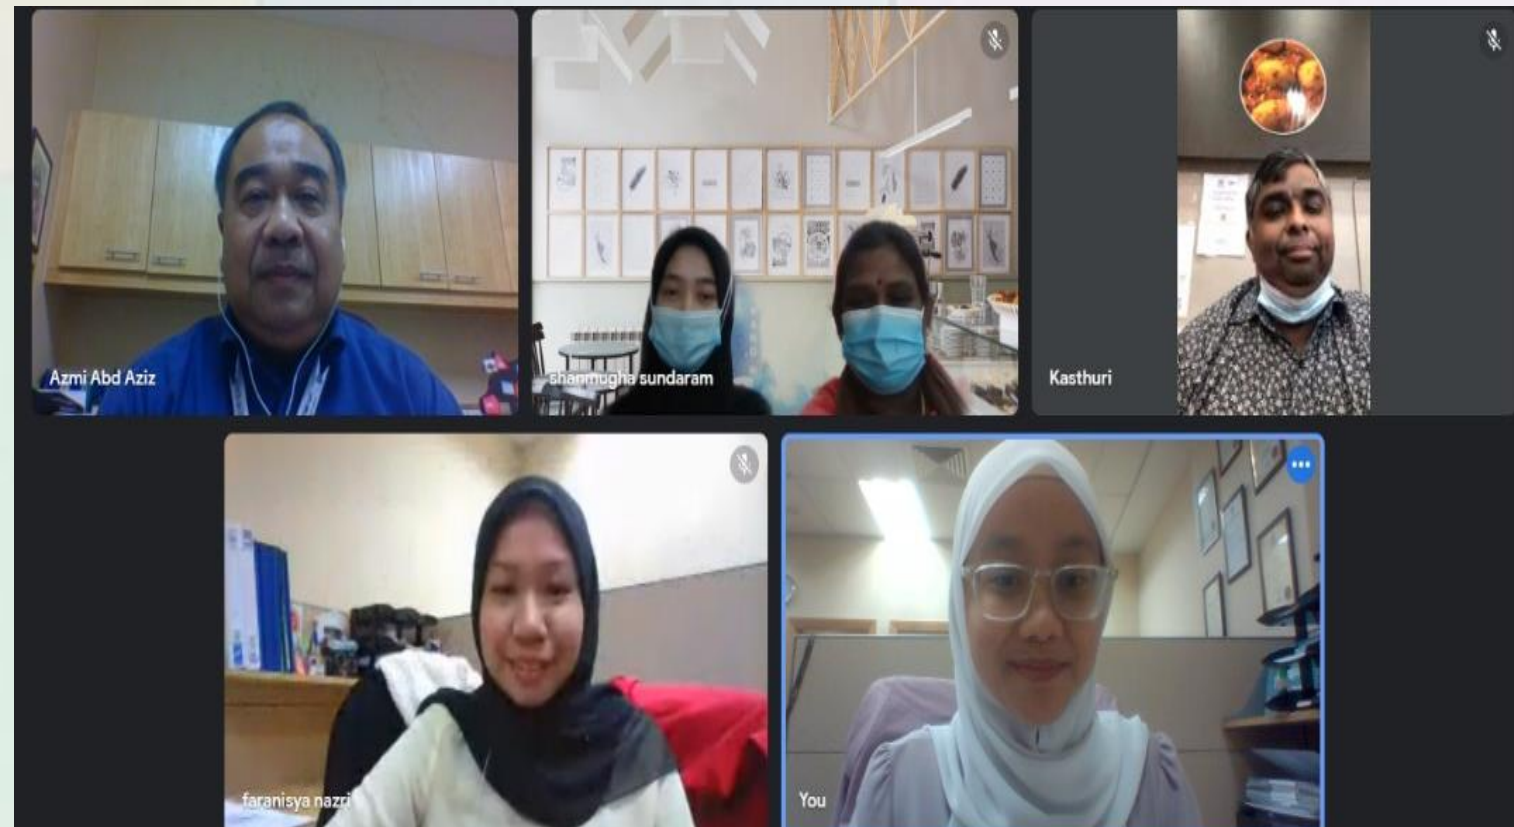 Azmi Abd Aziz
shanmugha sundaram
Kasthuri
faranisya nazri
You